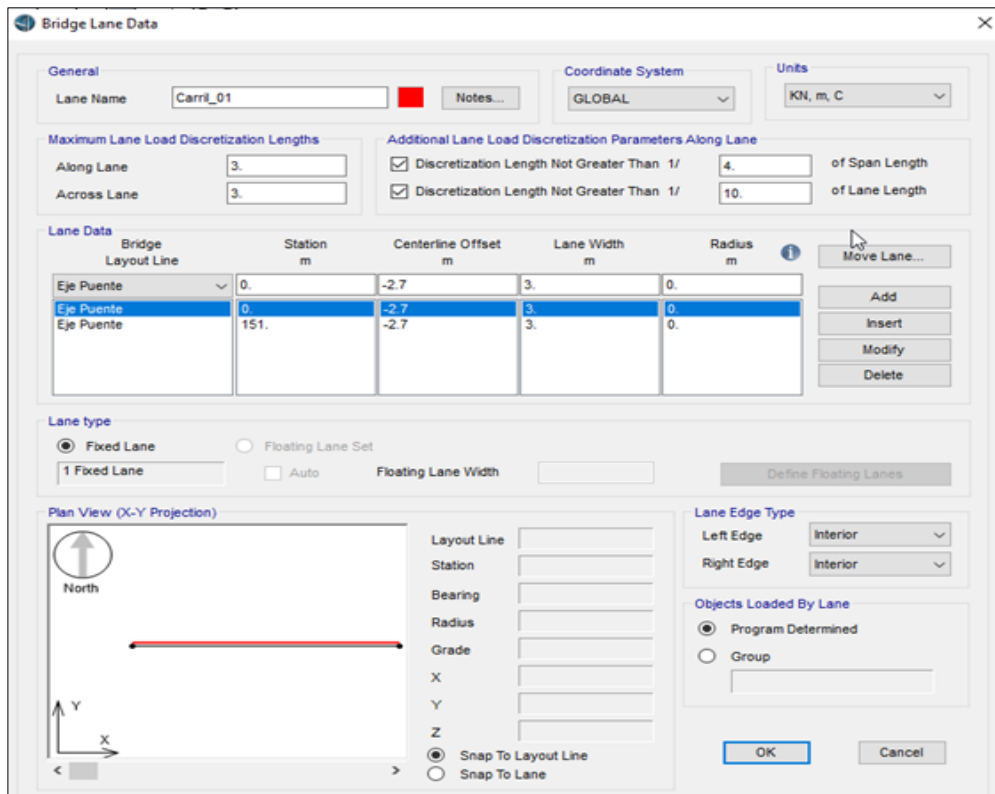 Bridge Lane Data
General
Lane Name Carril_01 Notes...
Coordinate System
GLOBAL
Units
KN, m, C
Maximum Lane Load Discretization Lengths
Along Lane 3.
Across Lane 3.
Additional Lane Load Discretization Parameters Along Lane
Discretization Length Not Greater Than 1/ 4. of Span Length
Discretization Length Not Greater Than 1/ 10. of Lane Length
Lane Data
Bridge Station Centerline Offset Lane Width Radius
Layout Line m m m m
Move Lane...
Eje Puente 0. -2.7 3. 0.
Eje Puente 0. -2.7 3. 0.
Eje Puente 151. -2.7 3. 0.
Add
Insert
Modify
Delete
Lane type
Fixed Lane Floating Lane Set
1 Fixed Lane Auto Floating Lane Width Define Floating Lanes
Plan View (X-Y Projection)
North
Y
X
Layout Line
Station
Bearing
Radius
Grade
X
Y
Z
Snap To Layout Line
Snap To Lane
Lane Edge Type
Left Edge Interior
Right Edge Interior
Objects Loaded By Lane
Program Determined
Group
OK Cancel